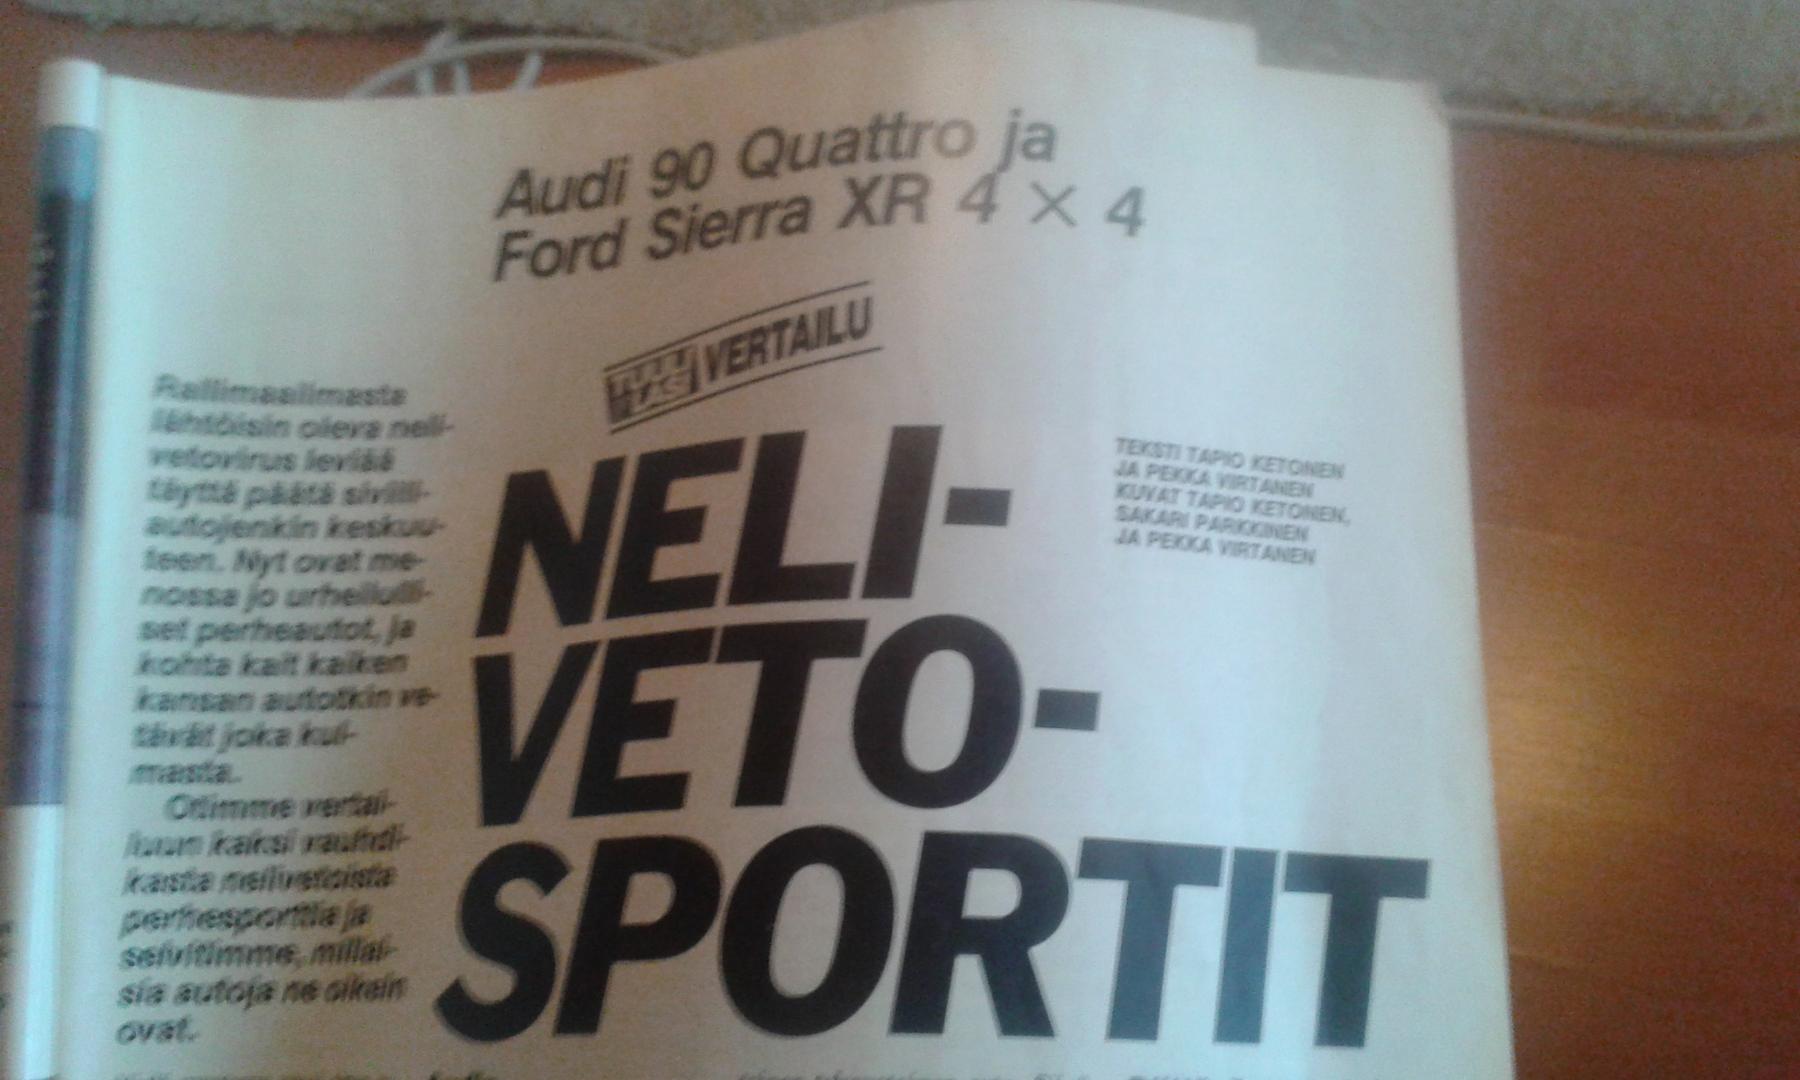 Audi 90 Quattro ja
Ford Sierra XR 4 × 4
TUULI
LASI VERTAILU
NELI-
VETO-
SPORTIT
TEKSTI TAPIO KETONEN
JA PEKKA VIRTANEN
KUVAT TAPIO KETONEN,
SAKARI PARKKINEN
JA PEKKA VIRTANEN
Rallimaailmasta
lähtöisin oleva neli-
vetovirus leviää
täyttä päätä siviili-
autojenkin keskuu-
teen. Nyt ovat me-
nossa jo urheilulli-
set perheautot, ja
kohta kait kaiken
kansan autotkin ve-
tävät joka kul-
masta.
Otimme vertai-
luun kaksi vauhdi-
kasta nelivetoista
perhesporttia ja
selvitimme, millai-
sia autoja ne oikein
ovat.